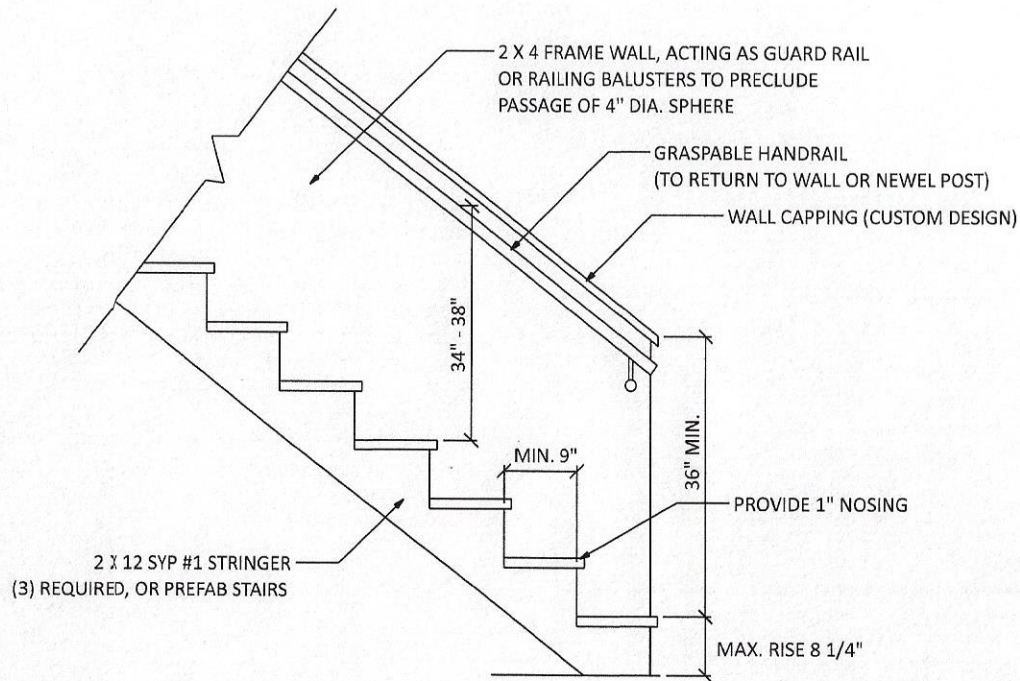 2 X 4 FRAME WALL, ACTING AS GUARD RAIL
OR RAILING BALUSTERS TO PRECLUDE
PASSAGE OF 4" DIA. SPHERE
GRASPABLE HANDRAIL
(TO RETURN TO WALL OR NEWEL POST)
WALL CAPPING (CUSTOM DESIGN)
34" - 38"
MIN. 9"
36" MIN.
PROVIDE 1" NOSING
2 X 12 SYP #1 STRINGER
(3) REQUIRED, OR PREFAB STAIRS
MAX. RISE 8 1/4"